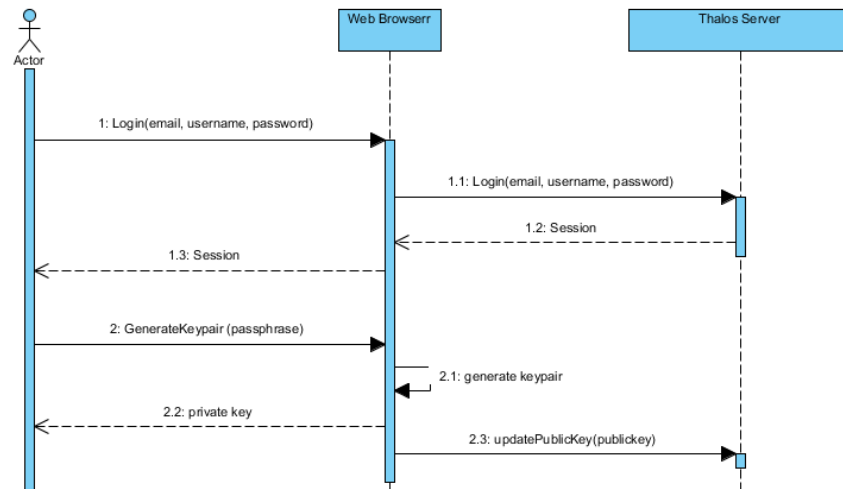 Web Browserr
Thalos Server
Actor
1: Login(email, username, password)
1.1: Login(email, username, password)
1.2: Session
1.3: Session
2: GenerateKeypair (passphrase)
2.1: generate keypair
2.2: private key
2.3: updatePublicKey(publickey)